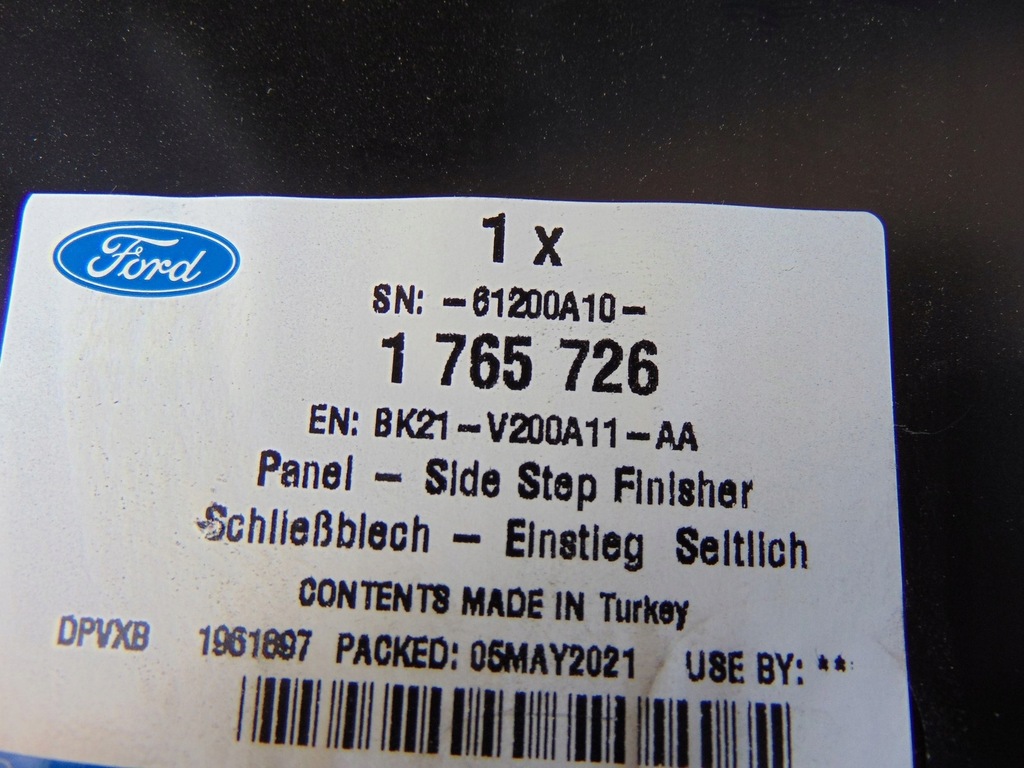 Ford
1 x
SN: -61200A10-
1 765 726
EN: BK21-V200A11-AA
Panel - Side Step Finisher
Schließblech - Einstieg Seitlich
CONTENTS MADE IN Turkey
DPVXB 1961897 PACKED: 05MAY2021 USE BY: **